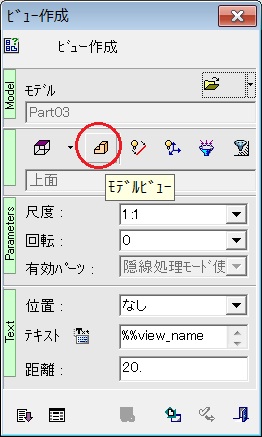 ビュー作成
ビュー作成
Model
モデル
Part03
上面
モデルビュー
Parameters
尺度：
1:1
回転：
0
有効パーツ：
隠線処理モード使
Text
位置：
なし
テキスト
%%view_name
距離：
20.